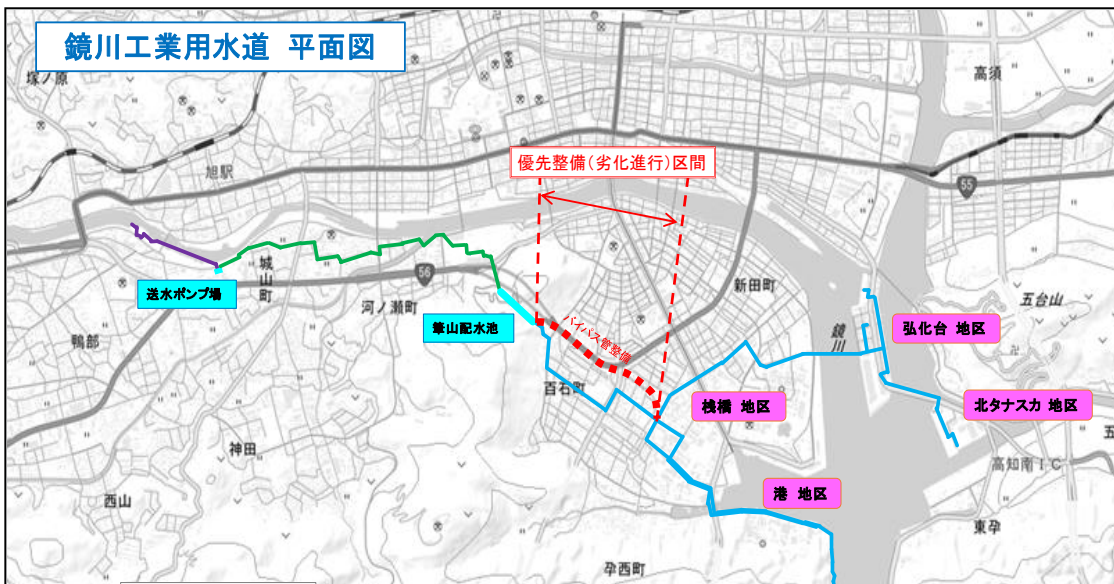 鏡川工業用水道 平面図
塚ノ原
高須
旭駅
優先整備(劣化進行)区間
55
送水ポンプ場
城山町
56
河ノ瀬町
筆山配水池
新田町
五台山
鏡川
弘化台 地区
鴨部
バイパス管整備
百石町
桟橋 地区
北タナスカ 地区
五
神田
高知南IC
港 地区
西山
東孕
孕西町